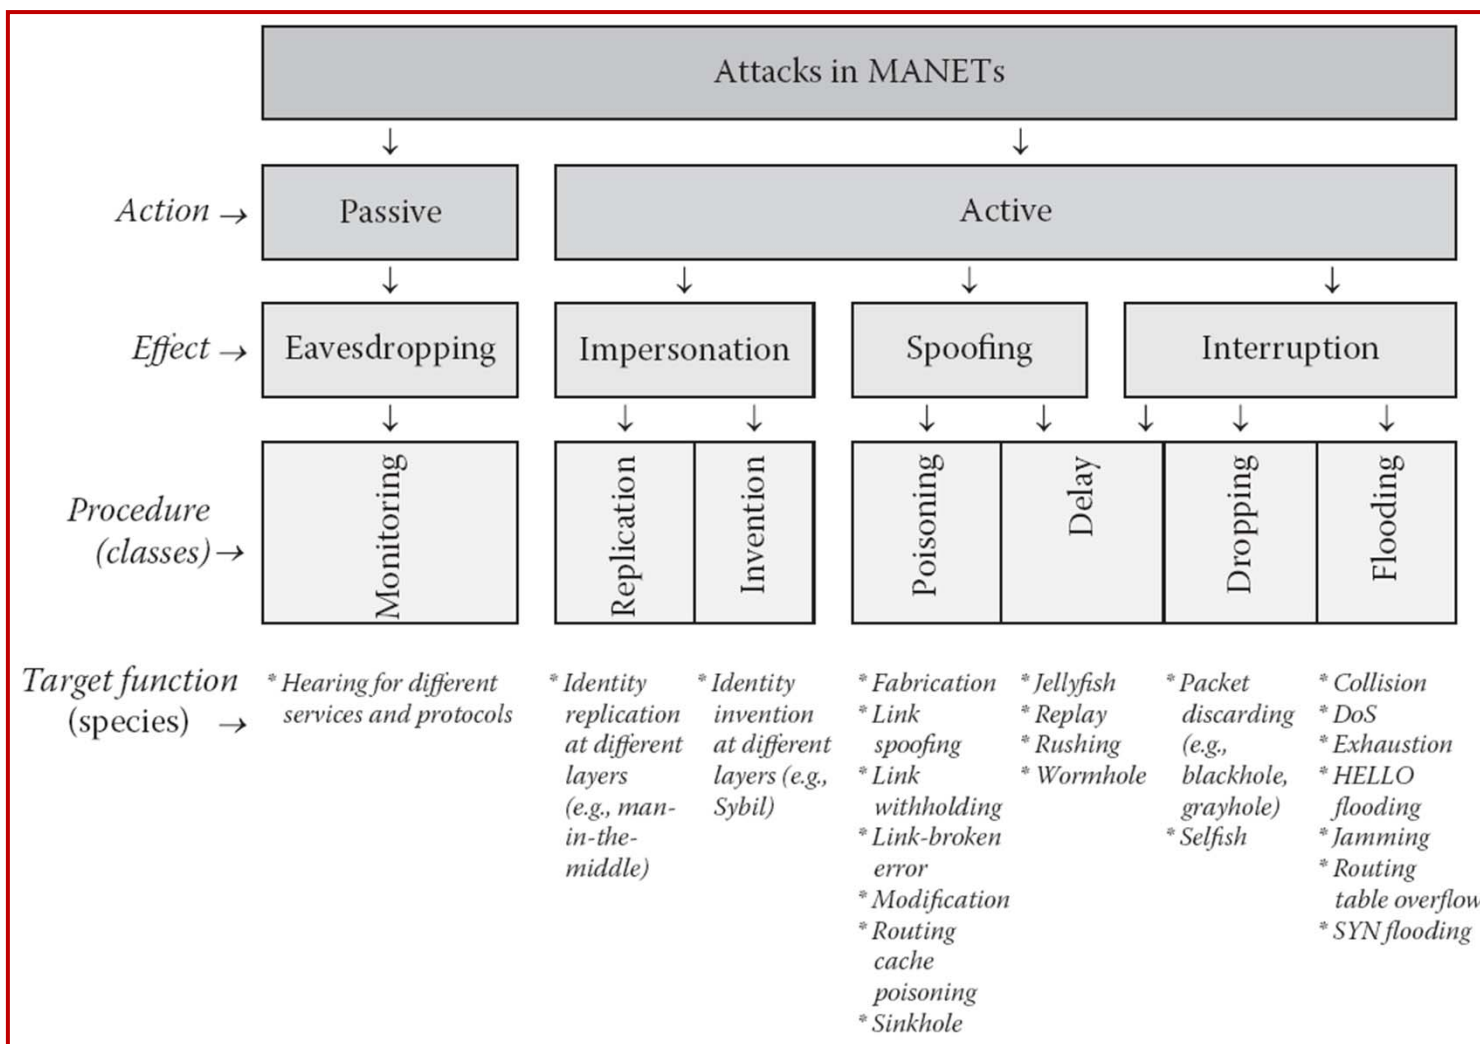 Attacks in MANETs
Action →
Passive
Active
Effect →
Eavesdropping
Impersonation
Spoofing
Interruption
Procedure
(classes) →
Monitoring
Replication
Invention
Poisoning
Delay
Dropping
Flooding
Target function
(species) →
* Hearing for different
services and protocols
* Identity
replication
at different
layers
(e.g., man-
in-the-
middle)
* Identity
invention
at different
layers (e.g.,
Sybil)
* Fabrication
* Link
spoofing
* Link
withholding
* Link-broken
error
* Modification
* Routing
cache
poisoning
* Sinkhole
* Jellyfish
* Replay
* Rushing
* Wormhole
* Packet
discarding
(e.g.,
blackhole,
grayhole)
* Selfish
* Collision
* DoS
* Exhaustion
* HELLO
flooding
* Jamming
* Routing
table overflow
* SYN flooding